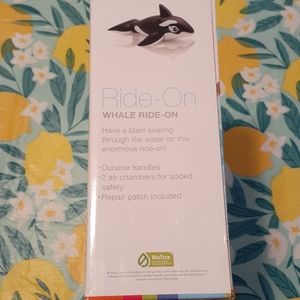 Ride-On
WHALE RIDE-ON
Have a blast soaring
through the water on this
enormous ride-on!
• Durable handles
• 2 air chambers for added
safety
• Repair patch included
NoTox